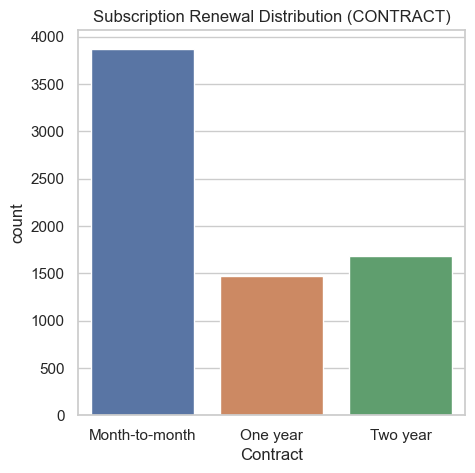 Subscription Renewal Distribution (CONTRACT)
4000
3500
3000
2500
2000
1500
1000
500
0
count
Month-to-month One year Two year
Contract